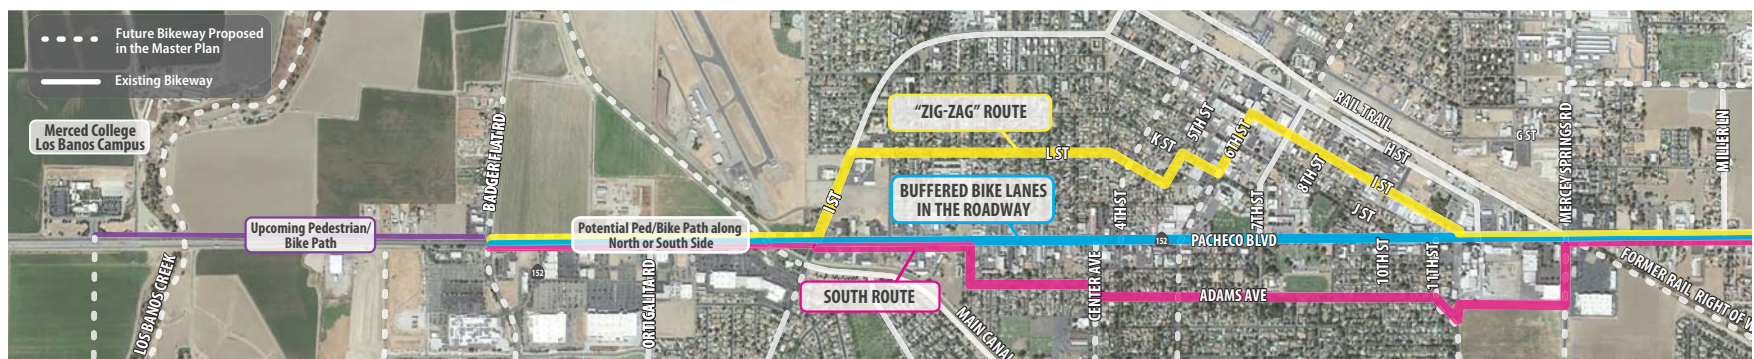 Future Bikeway Proposed
in the Master Plan
Existing Bikeway
Merced College
Los Banos Campus
LOS BANOS CREEK
Upcoming Pedestrian/
Bike Path
BADGER FLAT RD
152
Potential Ped/Bike Path along
North or South Side
ORTIGALITA RD
I ST
"ZIG-ZAG" ROUTE
L ST
BUFFERED BIKE LANES
IN THE ROADWAY
SOUTH ROUTE
MAIN CANAL
CENTER AVE
4TH ST
K ST
5TH ST
6TH ST
7TH ST
8TH ST
RAIL TRAIL
H ST
G ST
I ST
J ST
152
PACHECO BLVD
ADAMS AVE
10TH ST
11TH ST
MERCEY SPRINGS RD
MILLER LN
FORMER RAIL RIGHT OF W